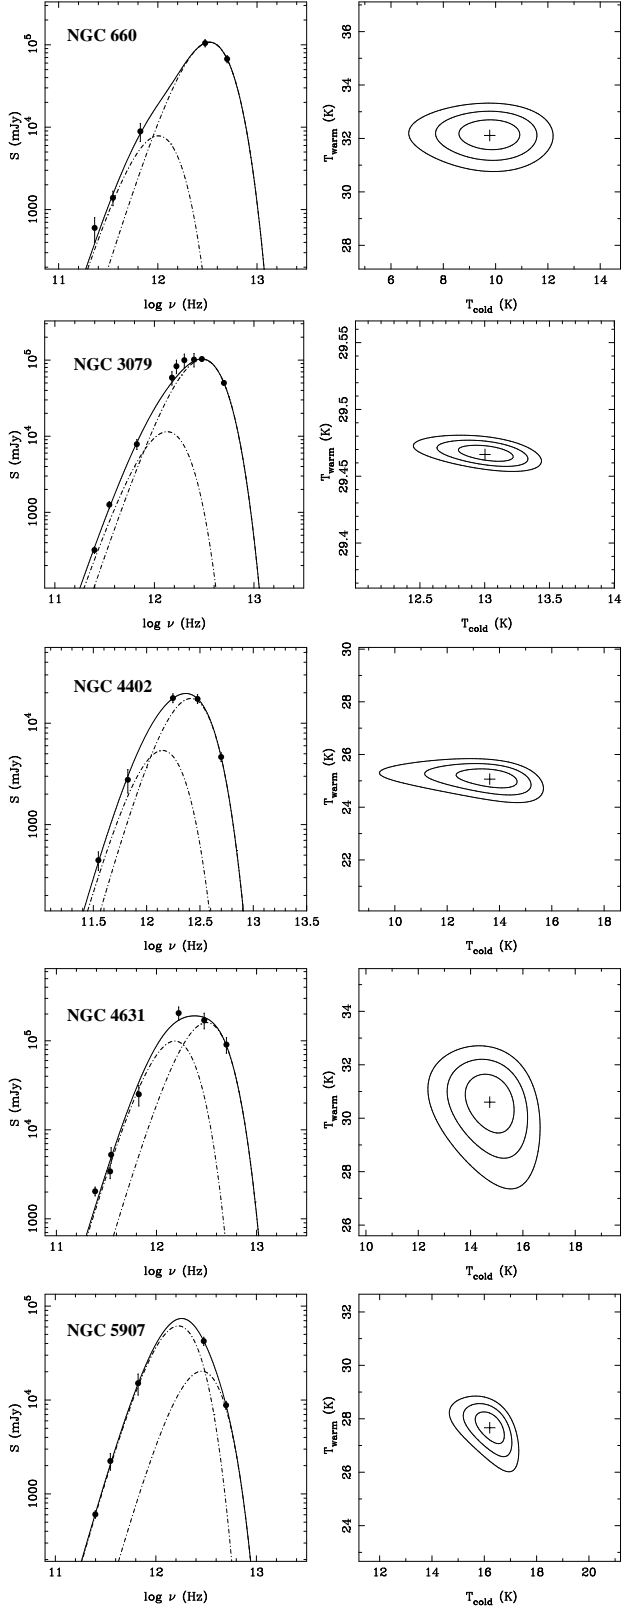 NGC 660
S (mJy)
1000
10^4
10^5
11 12 13
log ν (Hz)
T_warm (K)
28 30 32 34 36
6 8 10 12 14
T_cold (K)
NGC 3079
S (mJy)
1000
10^4
10^5
11 12 13
log ν (Hz)
T_warm (K)
29.4 29.45 29.5 29.55
12.5 13 13.5 14
T_cold (K)
NGC 4402
S (mJy)
1000
10^4
11.5 12 12.5 13 13.5
log ν (Hz)
T_warm (K)
22 24 26 28 30
10 12 14 16 18
T_cold (K)
NGC 4631
S (mJy)
1000
10^4
10^5
11 12 13
log ν (Hz)
T_warm (K)
26 28 30 32 34
10 12 14 16 18
T_cold (K)
NGC 5907
S (mJy)
1000
10^4
10^5
11 12 13
log ν (Hz)
T_warm (K)
24 26 28 30 32
12 14 16 18 20
T_cold (K)